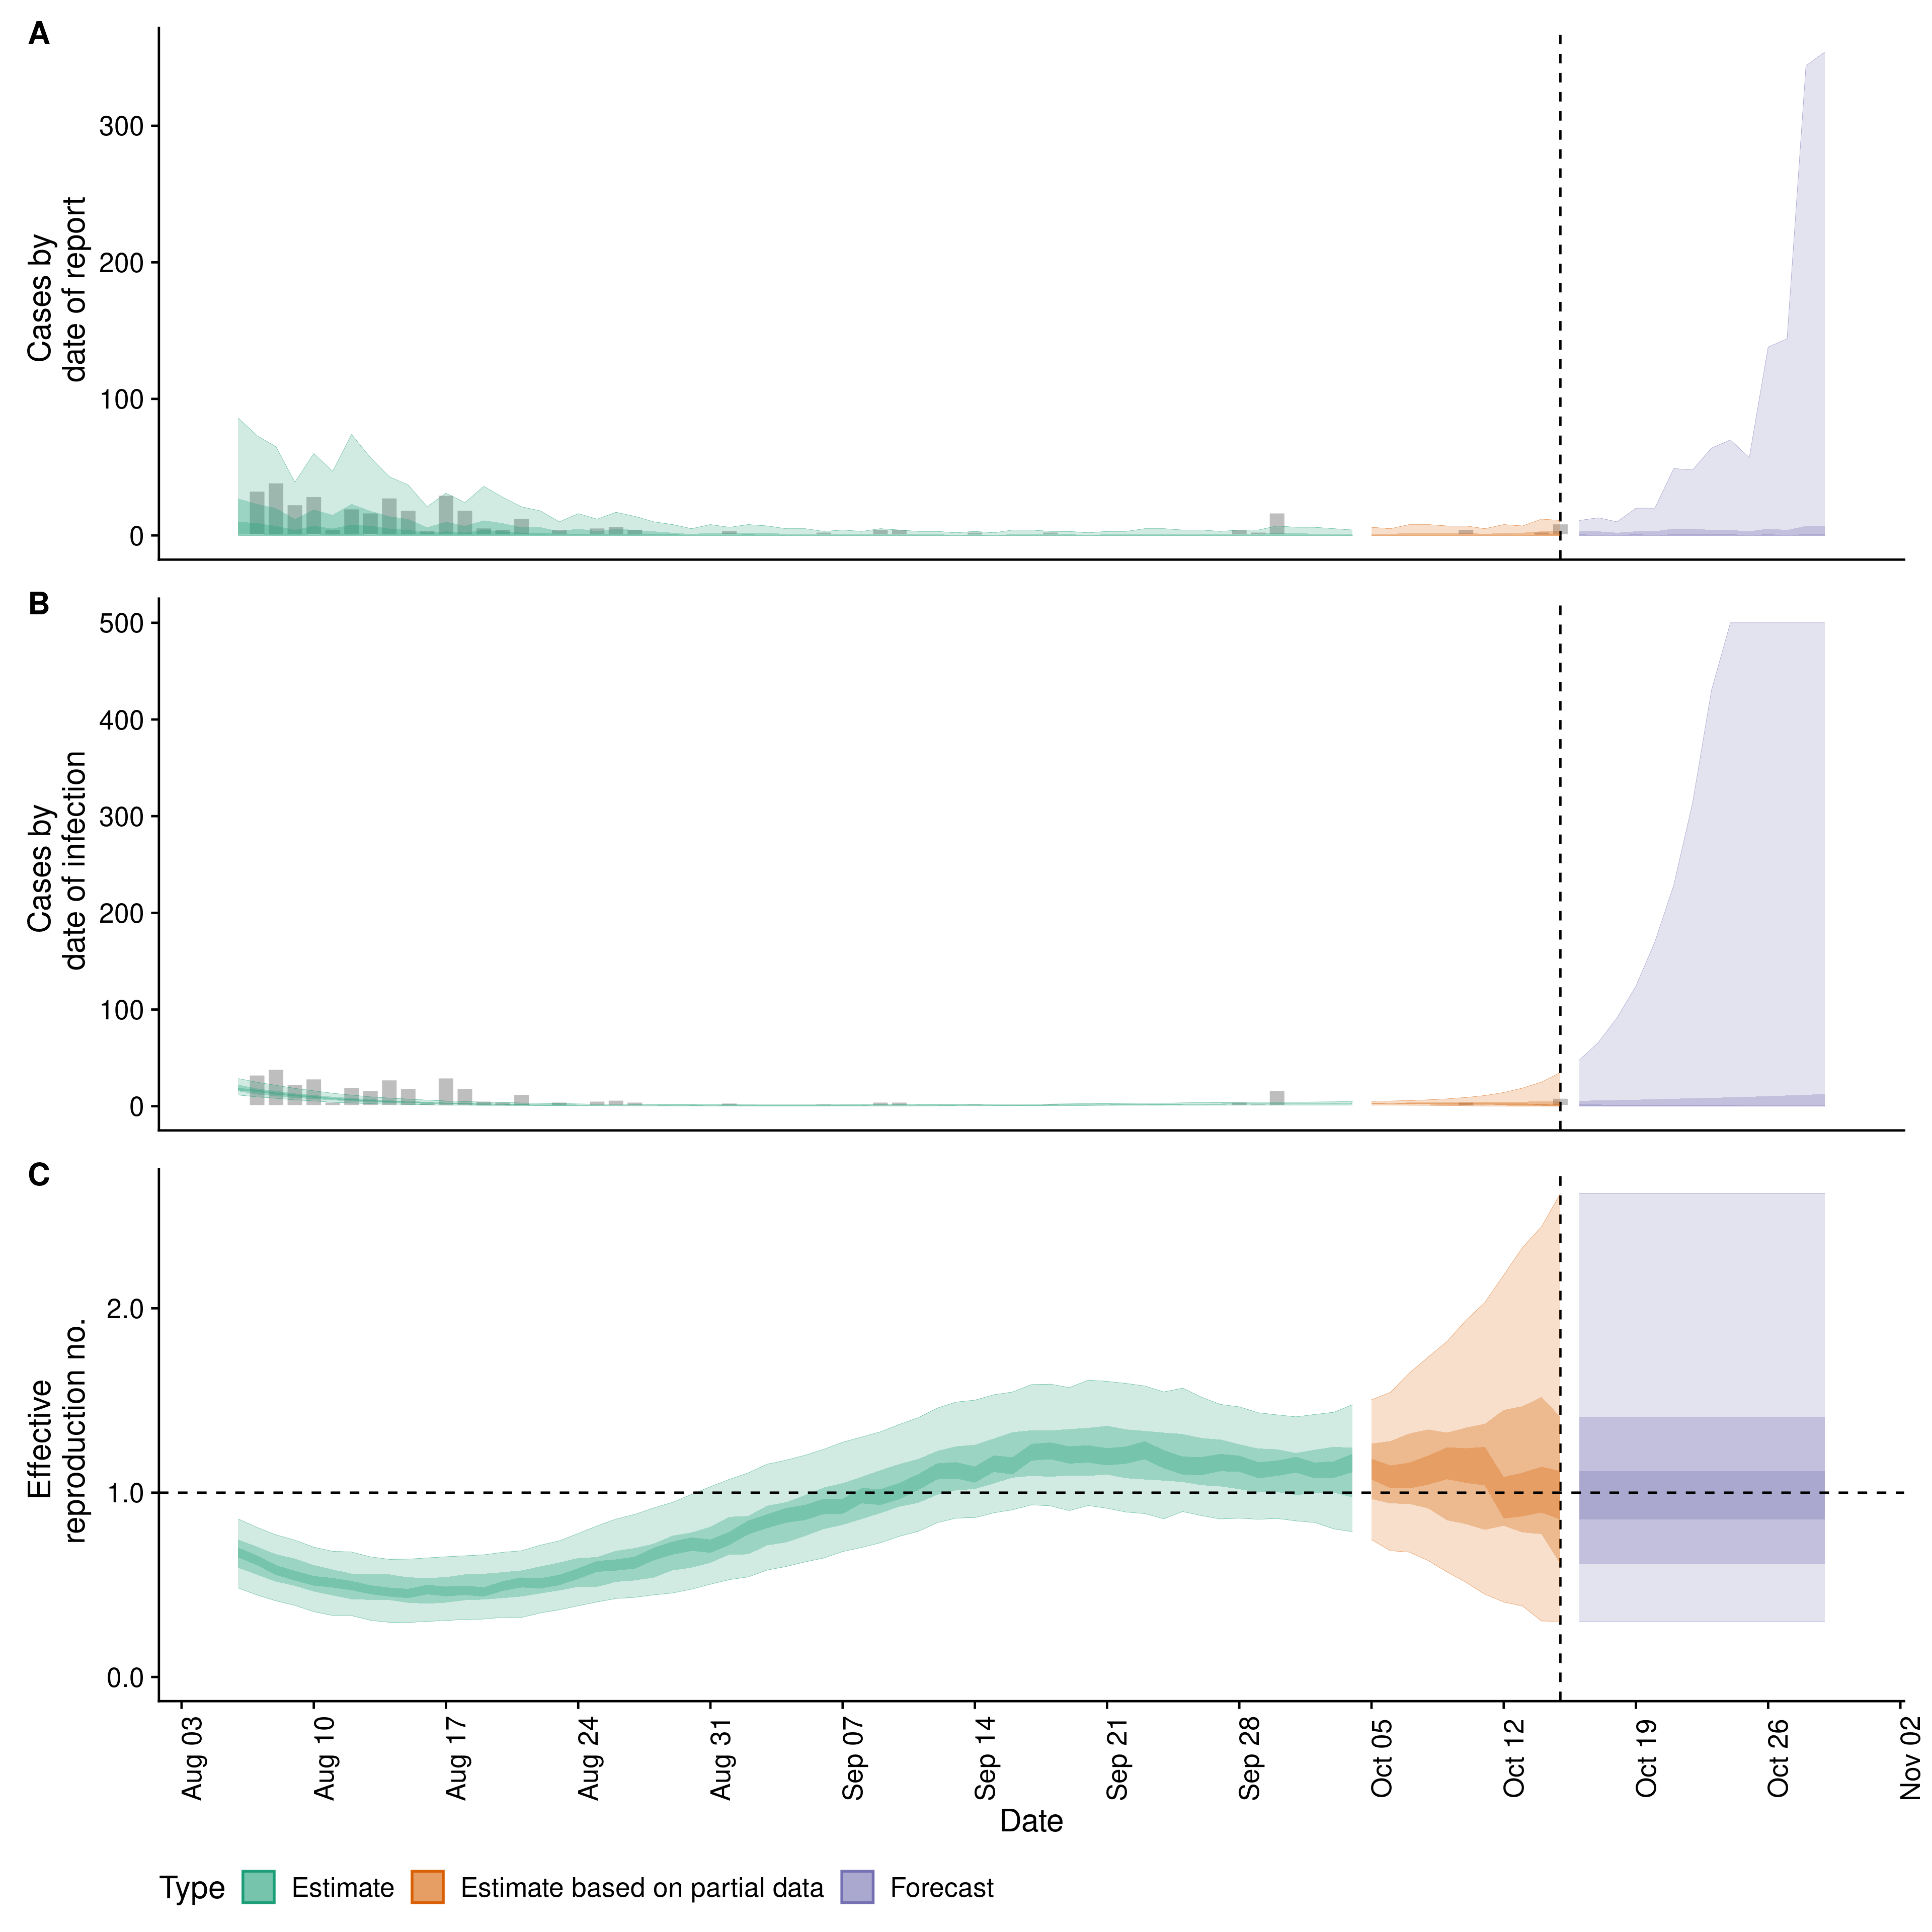 A
Cases by
date of report
300
200
100
0
B
Cases by
date of infection
500
400
300
200
100
0
C
Effective
reproduction no.
2.0
1.0
0.0
Aug 03
Aug 10
Aug 17
Aug 24
Aug 31
Sep 07
Sep 14
Sep 21
Sep 28
Oct 05
Oct 12
Oct 19
Oct 26
Nov 02
Date
Type Estimate Estimate based on partial data Forecast